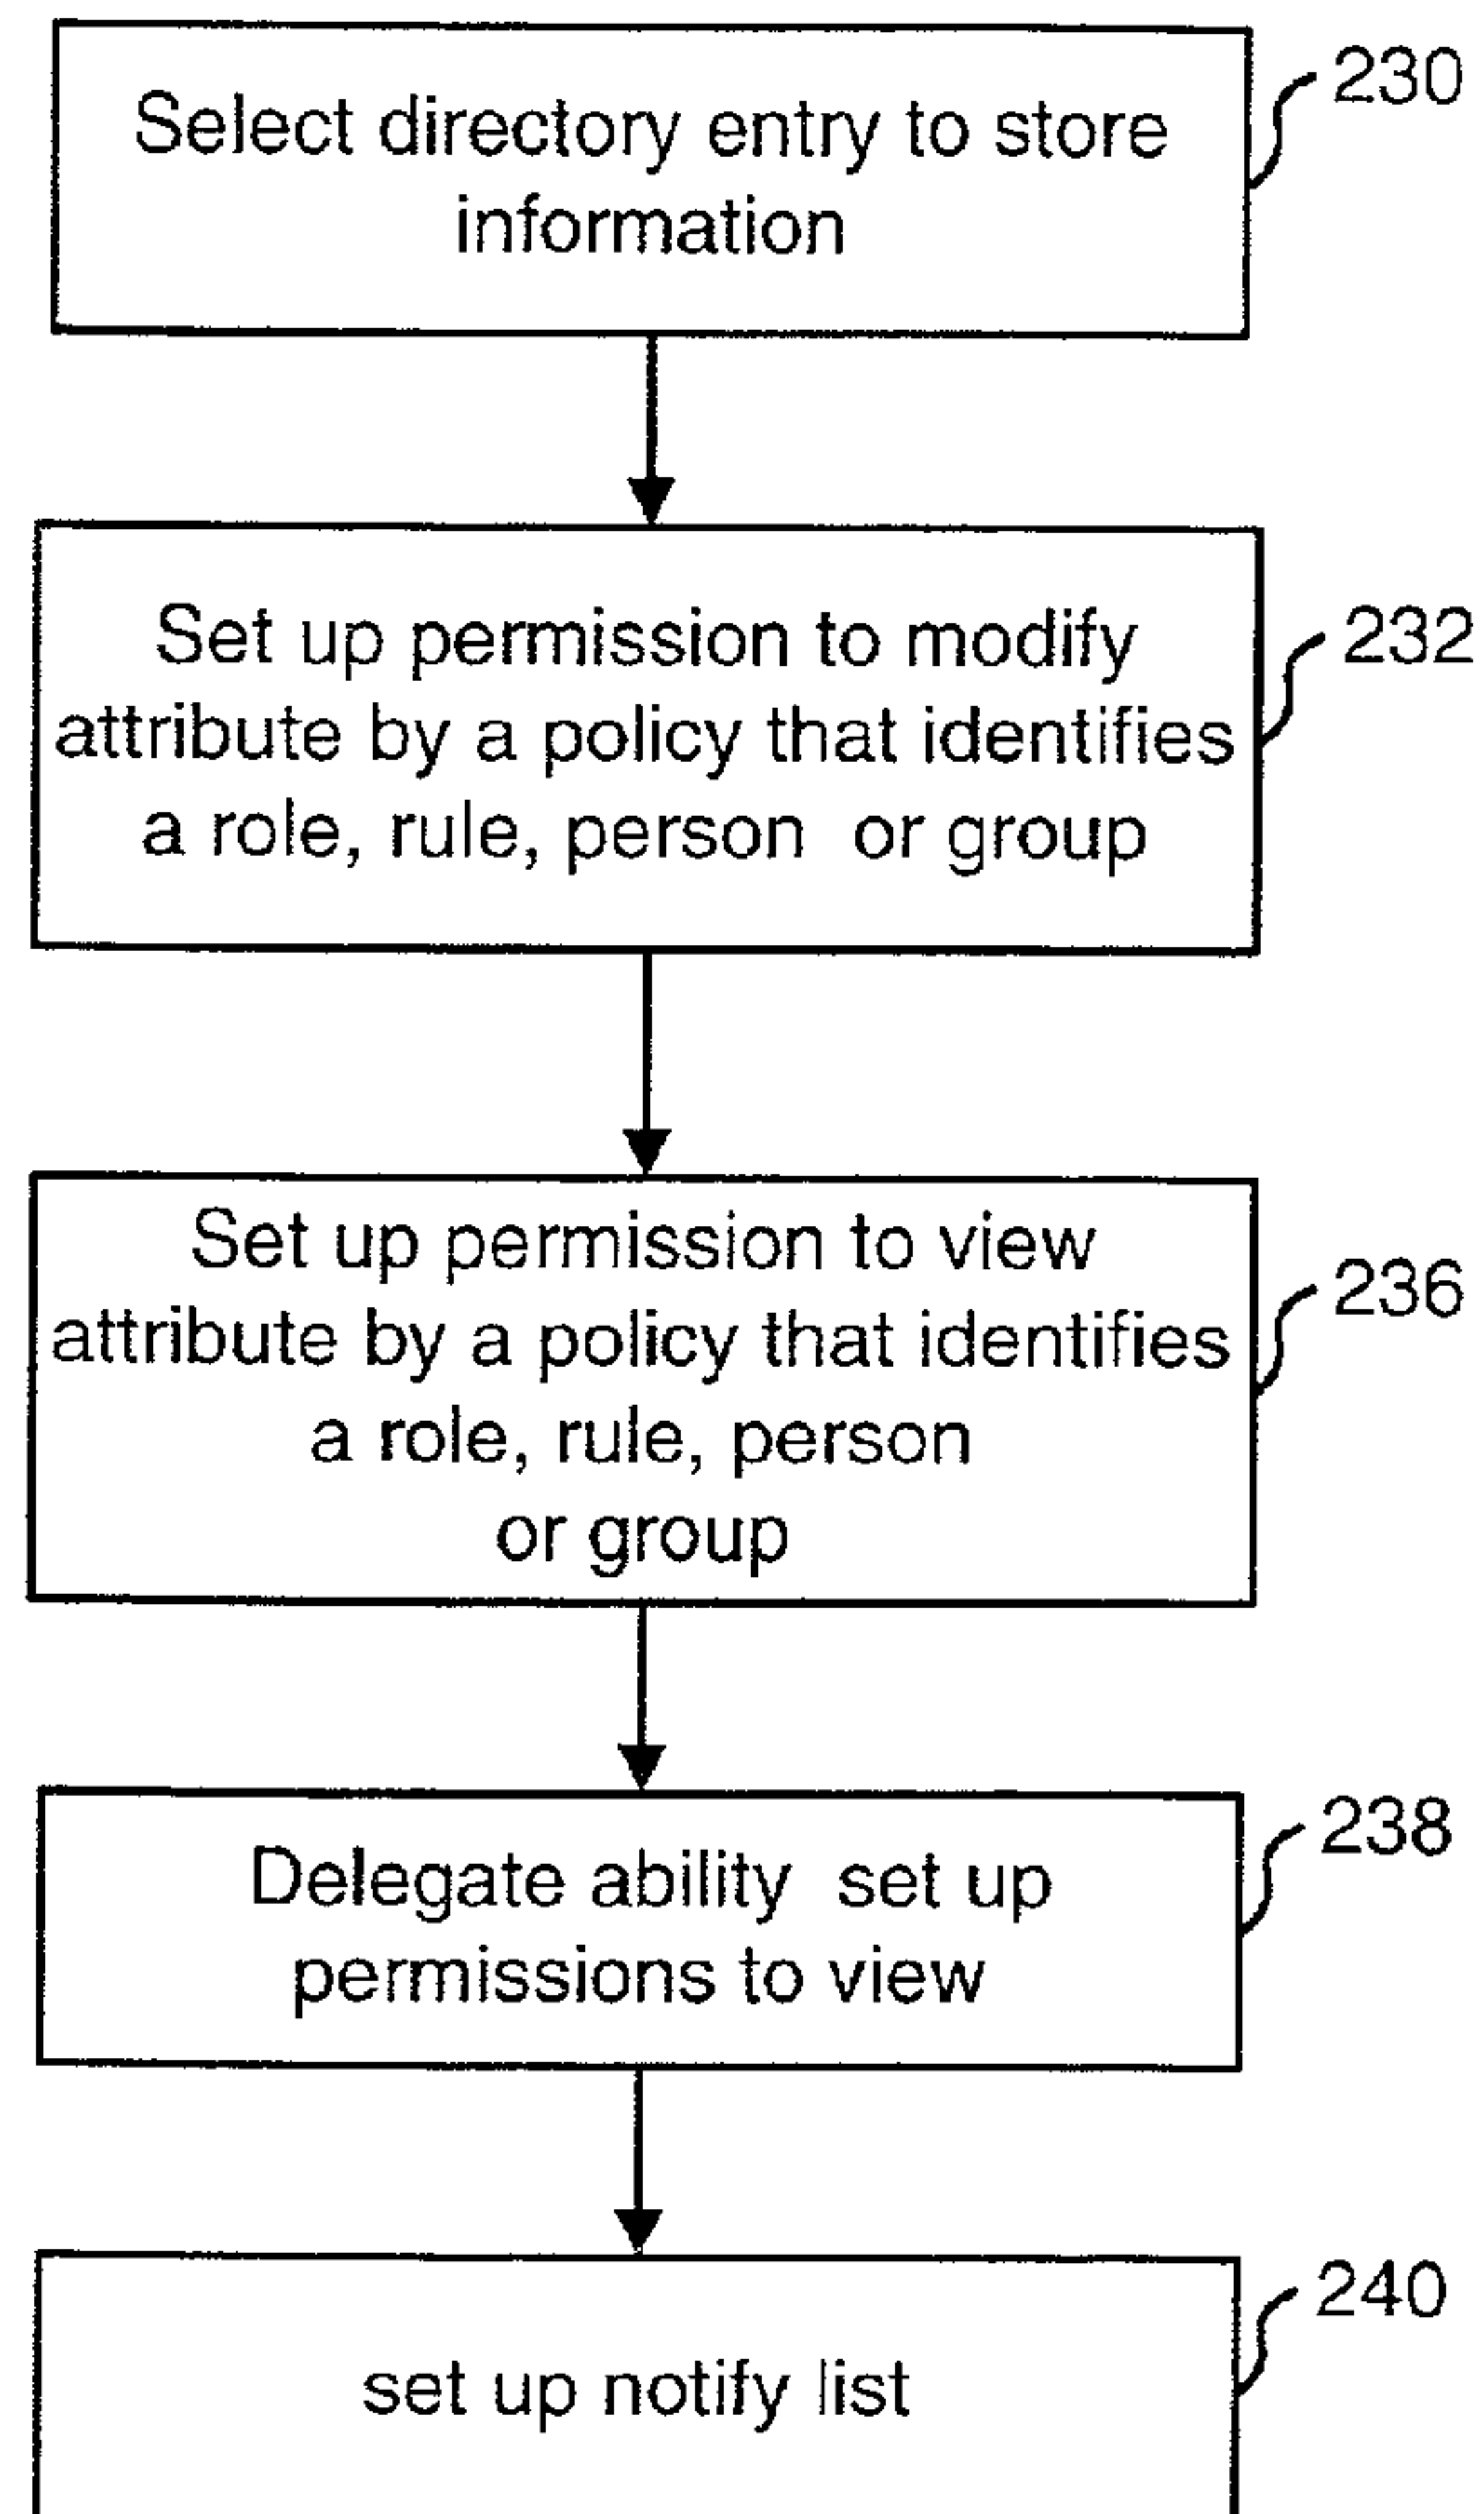 230
Select directory entry to store
information
232
Set up permission to modify
attribute by a policy that identifies
a role, rule, person or group
236
Set up permission to view
attribute by a policy that identifies
a role, rule, person
or group
238
Delegate ability set up
permissions to view
240
set up notify list